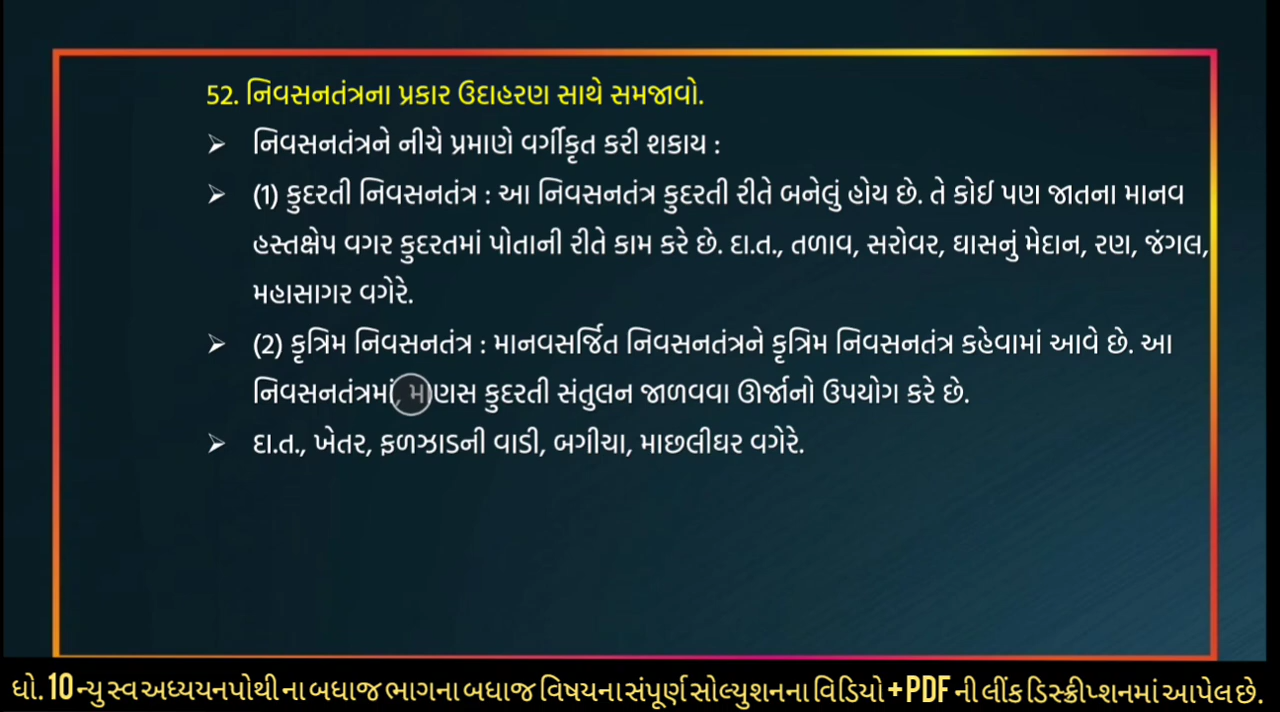 52. નિવસનતંત્રના પ્રકાર ઉદાહરણ સાથે સમજાવો.
➢ નિવસનતંત્રને નીચે પ્રમાણે વર્ગીકૃત કરી શકાય :
➢ (1) કુદરતી નિવસનતંત્ર : આ નિવસનતંત્ર કુદરતી રીતે બનેલું હોય છે. તે કોઈ પણ જાતના માનવ
હસ્તક્ષેપ વગર કુદરતમાં પોતાની રીતે કામ કરે છે. દા.ત., તળાવ, સરોવર, ઘાસનું મેદાન, રણ, જંગલ,
મહાસાગર વગેરે.
➢ (2) કૃત્રિમ નિવસનતંત્ર : માનવસર્જિત નિવસનતંત્રને કૃત્રિમ નિવસનતંત્ર કહેવામાં આવે છે. આ
નિવસનતંત્રમાં, માણસ કુદરતી સંતુલન જાળવવા ઊર્જાનો ઉપયોગ કરે છે.
➢ દા.ત., ખેતર, ફળઝાડની વાડી, બગીચા, માછલીઘર વગેરે.
ધો. 10 ન્યુ સ્વઅધ્યયનપોથી ના બધાજ ભાગના બધાજ વિષયના સંપૂર્ણ સોલ્યુશનના વિડિયો + PDF ની લીંક ડિસ્ક્રીપ્શનમાં આપેલ છે.